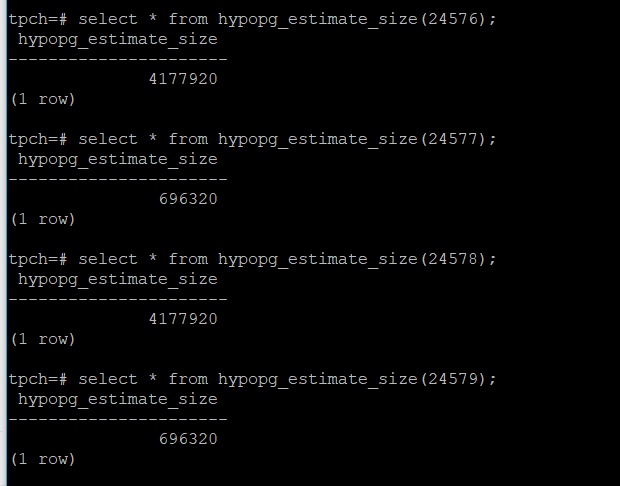 tpch=# select * from hypopg_estimate_size(24576);
hypopg_estimate_size
----------------------
4177920
(1 row)
tpch=# select * from hypopg_estimate_size(24577);
hypopg_estimate_size
----------------------
696320
(1 row)
tpch=# select * from hypopg_estimate_size(24578);
hypopg_estimate_size
----------------------
4177920
(1 row)
tpch=# select * from hypopg_estimate_size(24579);
hypopg_estimate_size
----------------------
696320
(1 row)